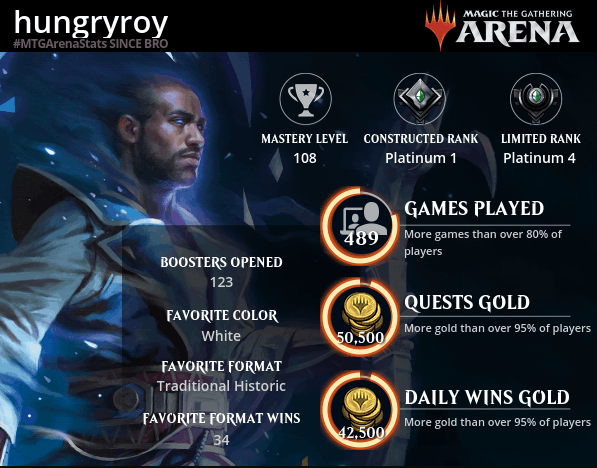 hungryroy
#MTGArenaStats SINCE BRO
MAGIC THE GATHERING
ARENA
MASTERY LEVEL
108
CONSTRUCTED RANK
Platinum 1
LIMITED RANK
Platinum 4
489
GAMES PLAYED
More games than over 80% of
players
BOOSTERS OPENED
123
FAVORITE COLOR
White
FAVORITE FORMAT
Traditional Historic
FAVORITE FORMAT WINS
34
50,500
QUESTS GOLD
More gold than over 95% of players
42,500
DAILY WINS GOLD
More gold than over 95% of players